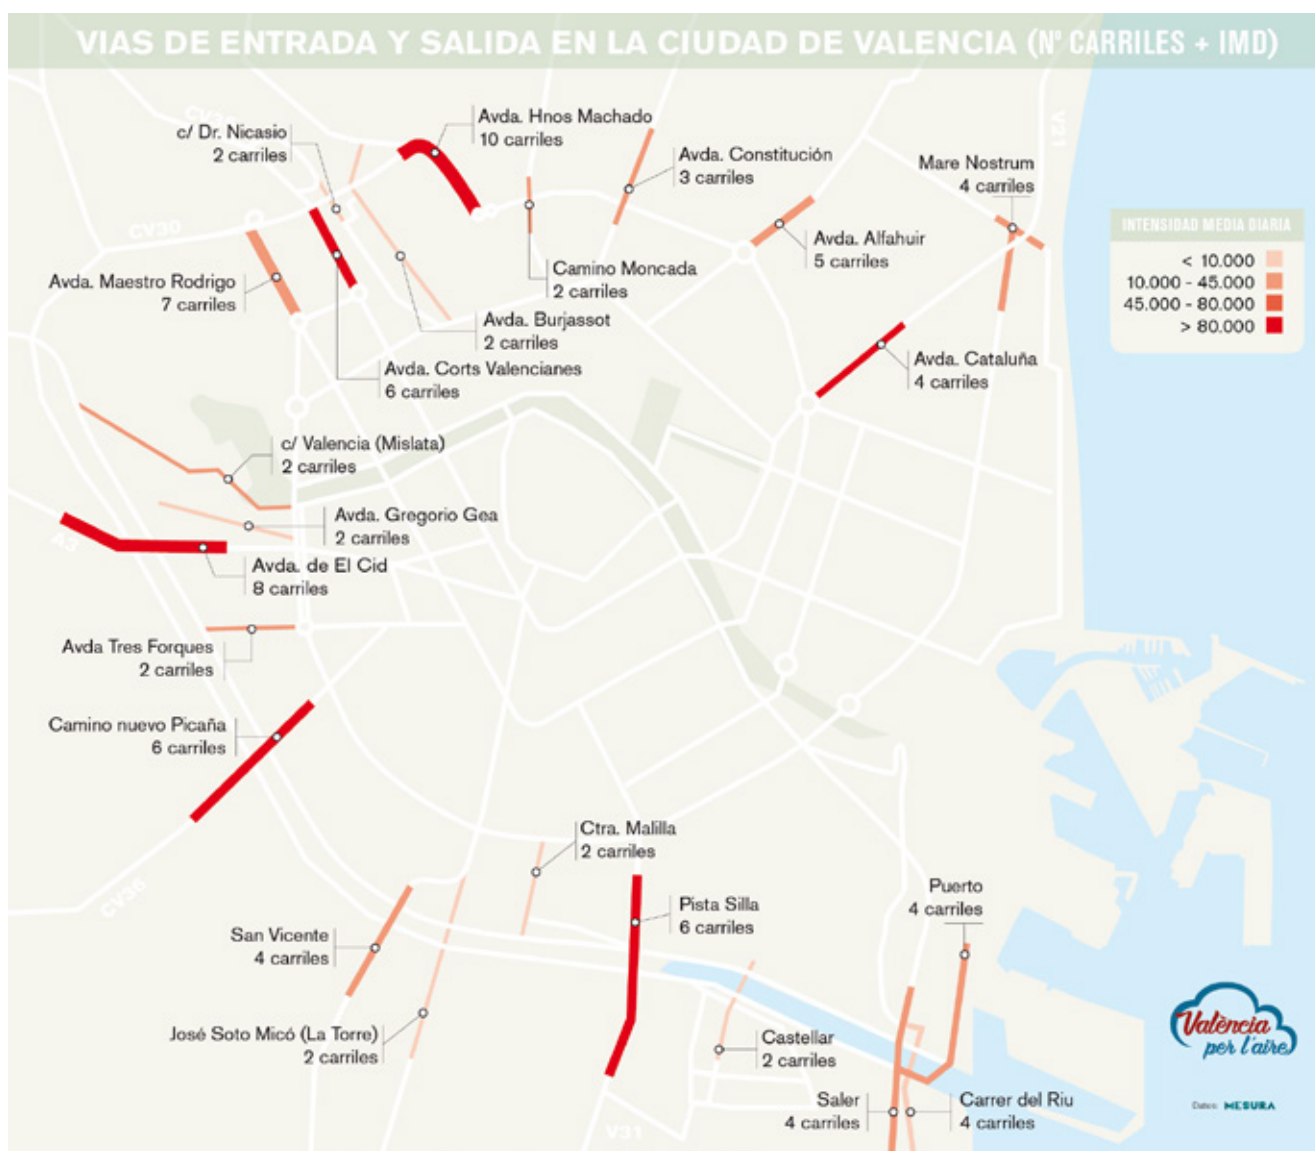 VIAS DE ENTRADA Y SALIDA EN LA CIUDAD DE VALENCIA (Nº CARRILES + IMD)
V21
Avda. Hnos Machado
10 carriles
c/ Dr. Nicasio
2 carriles
Avda. Constitución
3 carriles
Mare Nostrum
4 carriles
CV30
INTENSIDAD MEDIA DIARIA
< 10.000
10.000 - 45.000
45.000 - 80.000
> 80.000
Avda. Alfahuir
5 carriles
Camino Moncada
2 carriles
Avda. Maestro Rodrigo
7 carriles
Avda. Burjassot
2 carriles
Avda. Corts Valencianes
6 carriles
Avda. Cataluña
4 carriles
c/ Valencia (Mislata)
2 carriles
Avda. Gregorio Gea
2 carriles
A3
Avda. de El Cid
8 carriles
Avda Tres Forques
2 carriles
Camino nuevo Picaña
6 carriles
Ctra. Malilla
2 carriles
CV36
Puerto
4 carriles
Pista Silla
6 carriles
San Vicente
4 carriles
José Soto Micó (La Torre)
2 carriles
Castellar
2 carriles
València
per l'aire
Saler
4 carriles
Carrer del Riu
4 carriles
Datos: MESURA
V31